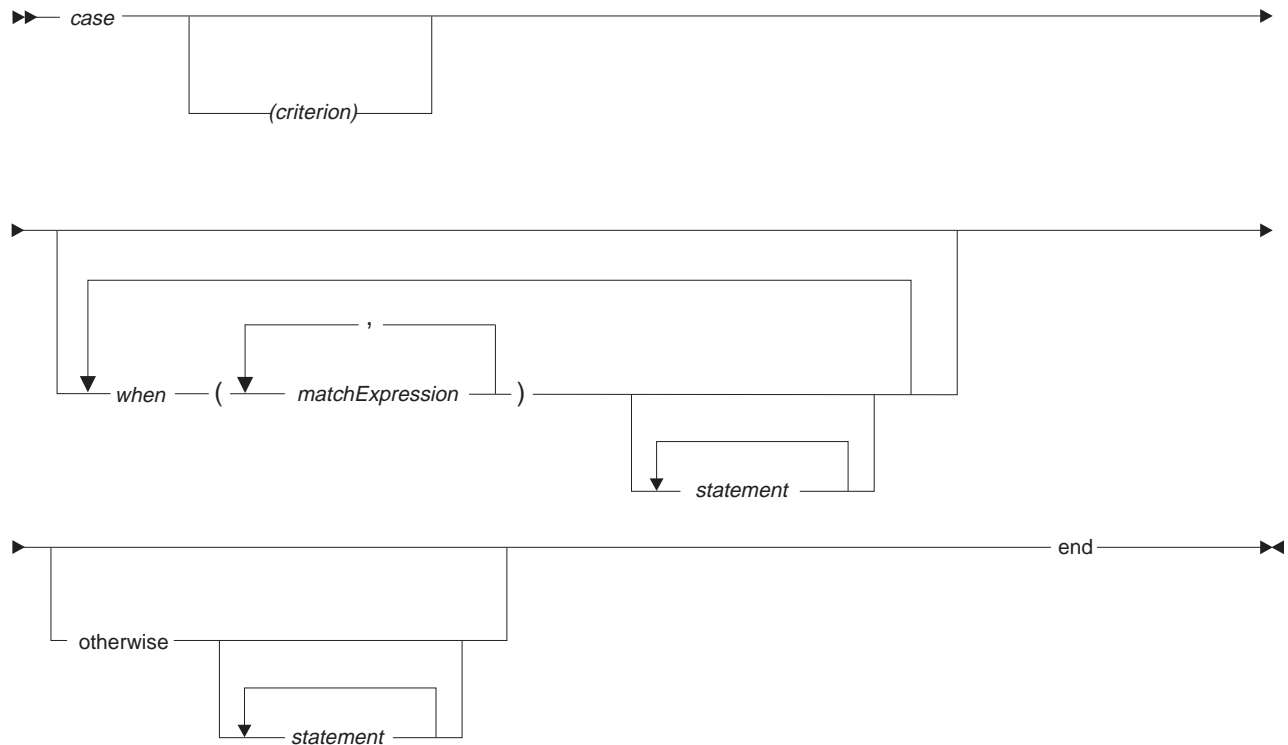 case
(criterion)
,
when ( matchExpression )
statement
end
otherwise
statement